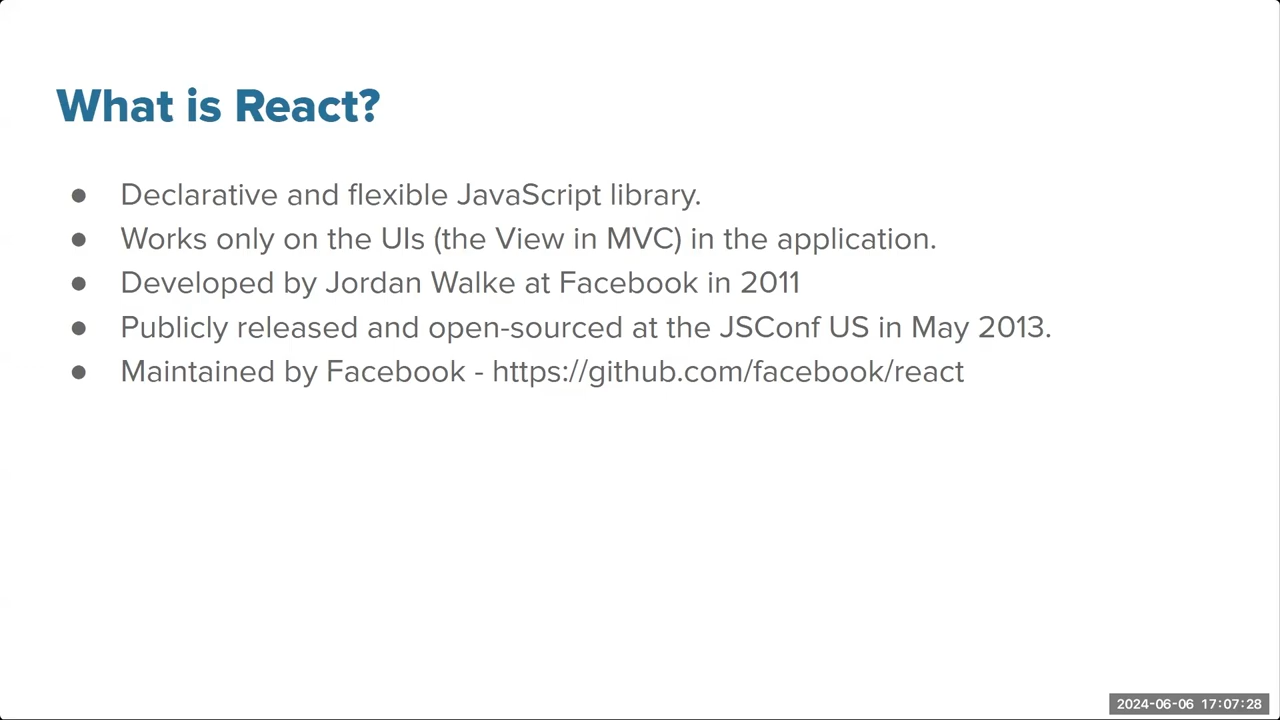 What is React?
● Declarative and flexible JavaScript library.
● Works only on the UIs (the View in MVC) in the application.
● Developed by Jordan Walke at Facebook in 2011
● Publicly released and open-sourced at the JSConf US in May 2013.
● Maintained by Facebook - https://github.com/facebook/react
2024-06-06 17:07:28